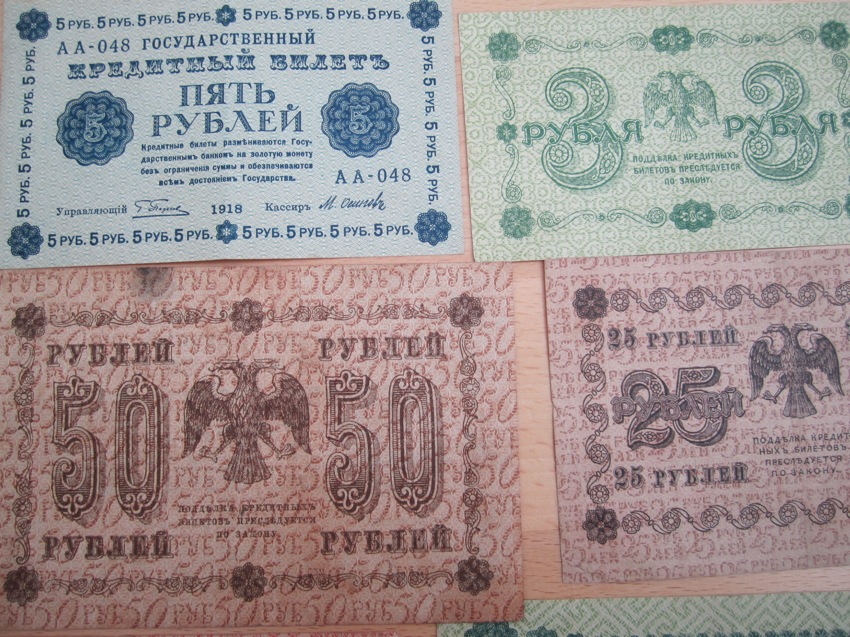 5 РУБ. 5 РУБ. 5 РУБ. 5 РУБ. 5 РУБ. 5 РУБ. 5 РУБ. 5 РУБ.
АА-048 ГОСУДАРСТВЕННЫЙ
КРЕДИТНЫЙ БИЛЕТЪ
ПЯТЬ
РУБЛЕЙ
5 5
Кредитные билеты размѣниваются Госу-
дарственнымъ банкомъ на золотую монету
безъ ограниченія суммы и обезпечиваются
всѣмъ достояніемъ Государства.
АА-048
Управляющій 1918 Кассиръ
5 РУБ. 5 РУБ. 5 РУБ. 5 РУБ. 5 РУБ. 5 РУБ. 5 РУБ. 5 РУБ.
3 3
РУБЛЯ РУБЛЯ
ПОДДѢЛКА КРЕДИТНЫХЪ
БИЛЕТОВЪ ПРЕСЛѢДУЕТСЯ
ПО ЗАКОНУ.
РУБЛЕЙ РУБЛЕЙ
50 50
ПОДДѢЛКА КРЕДИТНЫХЪ
БИЛЕТОВЪ ПРЕСЛѢДУЕТСЯ
ПО ЗАКОНУ.
РУБЛЕЙ РУБЛЕЙ
25 РУБЛЕЙ
25
РУБЛЕЙ
ПОДДѢЛКА КРЕДИТ
НЫХЪ БИЛЕТОВЪ
ПРЕСЛѢДУЕТСЯ
ПО ЗАКОНУ.
25 РУБЛЕЙ